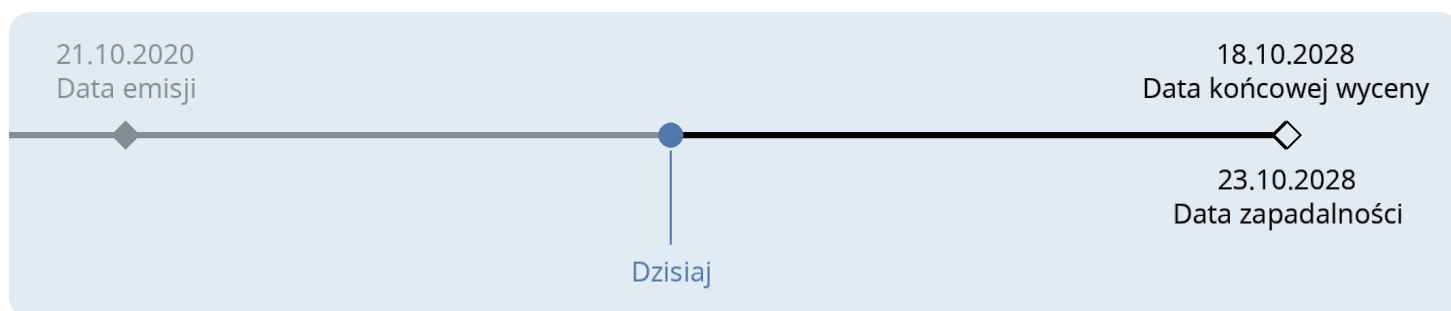 21.10.2020
Data emisji
18.10.2028
Data końcowej wyceny
23.10.2028
Data zapadalności
Dzisiaj